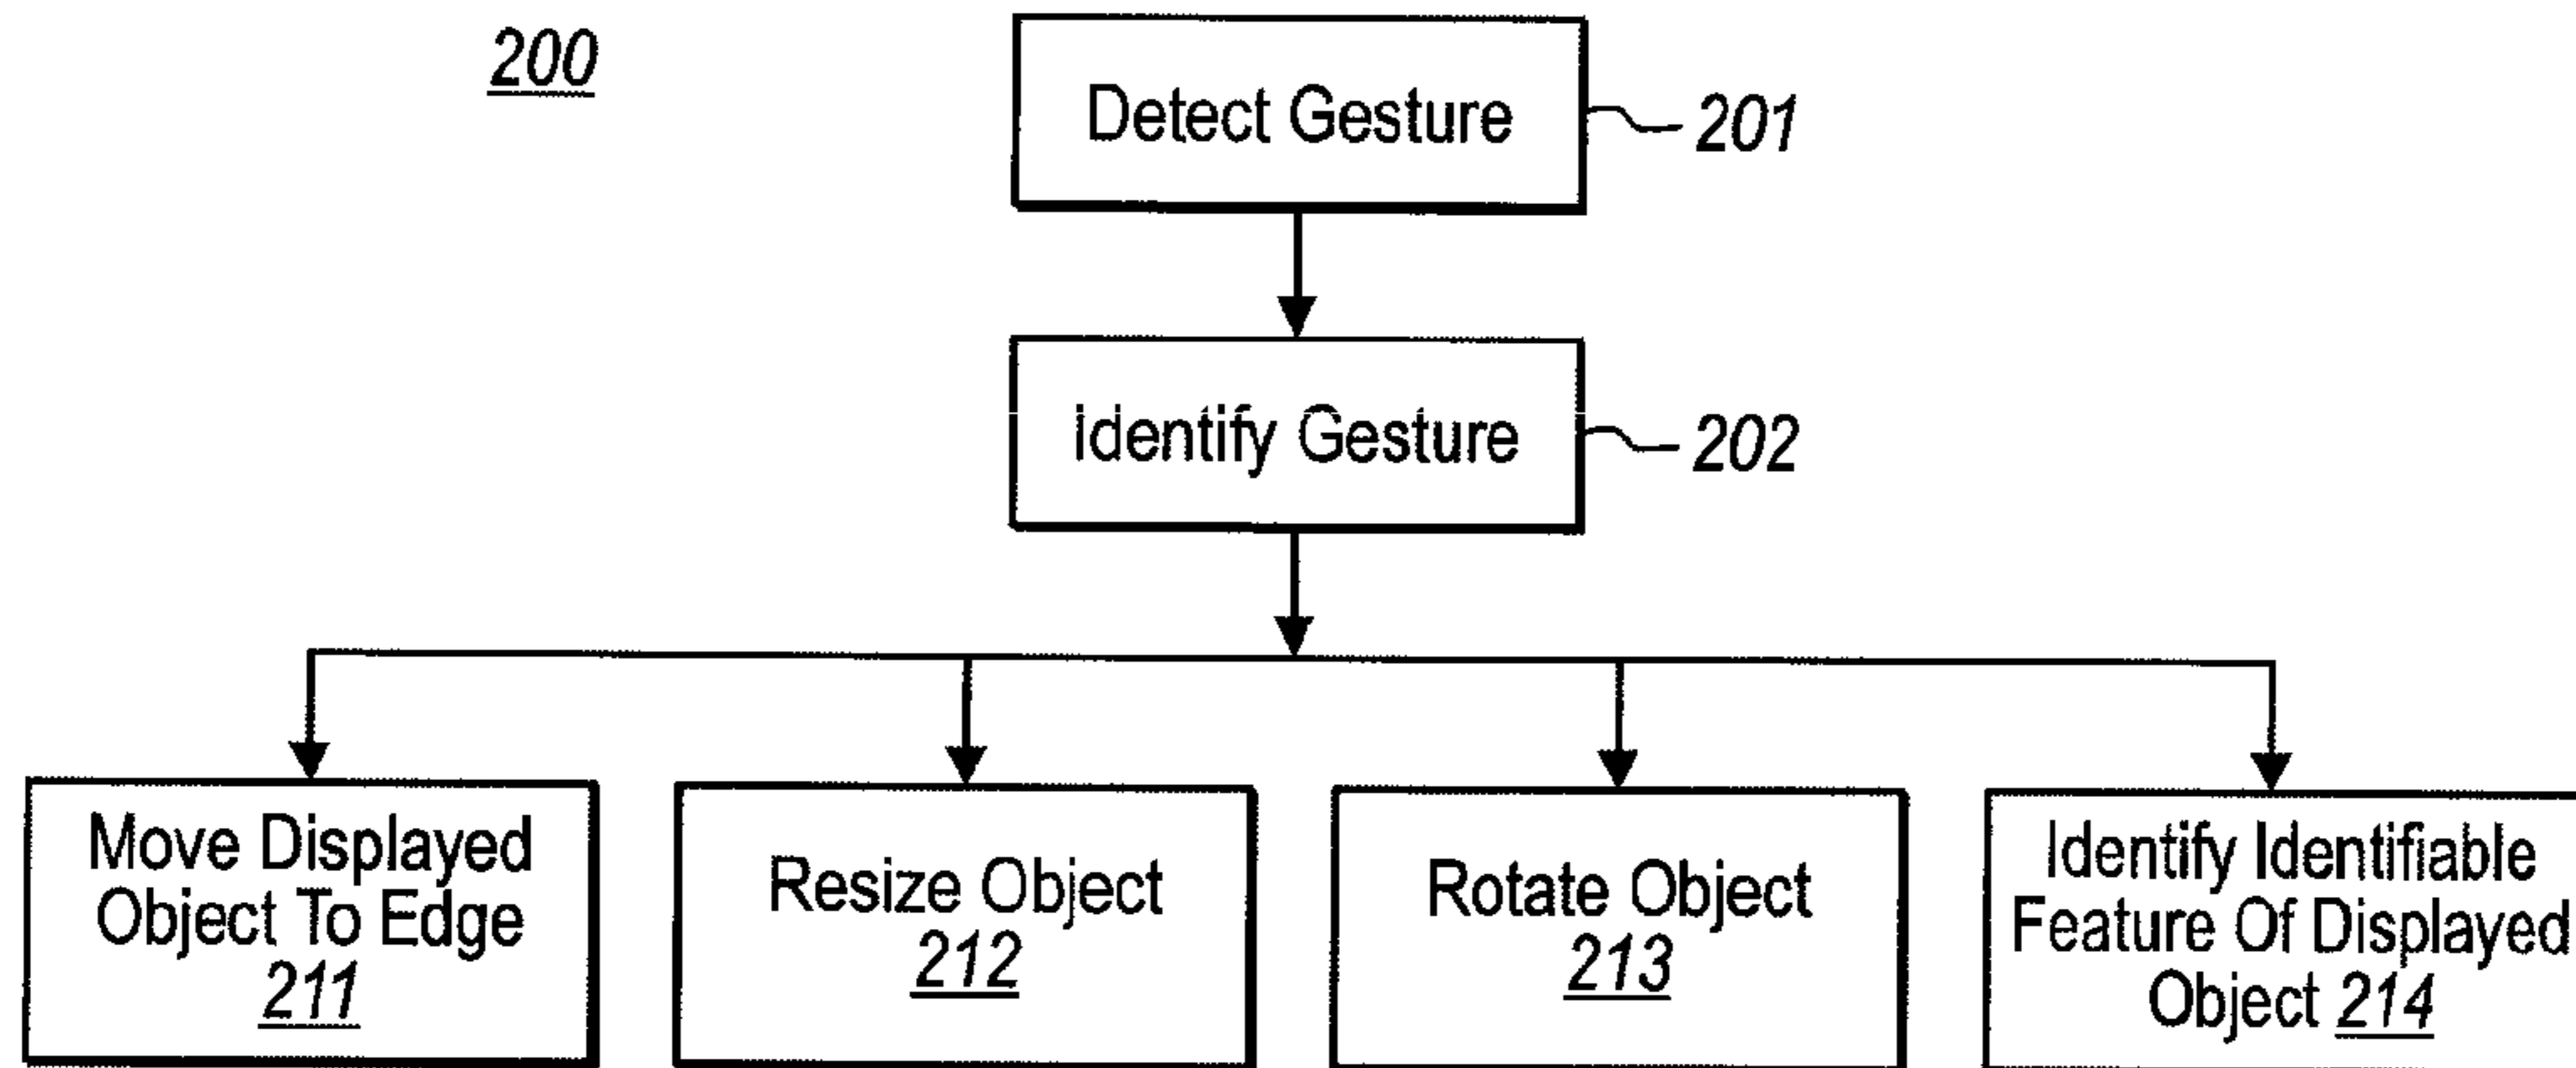 200
Detect Gesture
201
Identify Gesture
202
Move Displayed
Object To Edge
211
Resize Object
212
Rotate Object
213
Identify Identifiable
Feature Of Displayed
Object 214